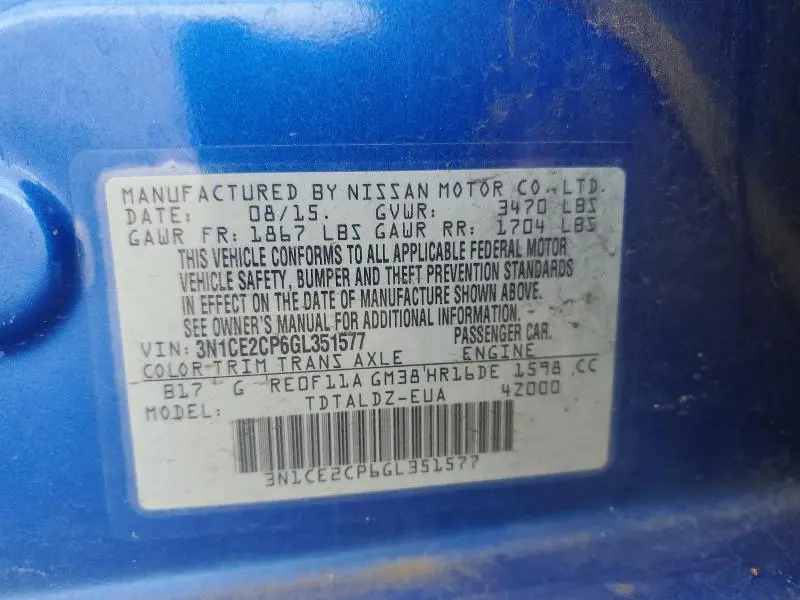 MANUFACTURED BY NISSAN MOTOR CO., LTD.
DATE: 08/15. GVWR: 3470 LBS
GAWR FR: 1867 LBS GAWR RR: 1704 LBS
THIS VEHICLE CONFORMS TO ALL APPLICABLE FEDERAL MOTOR
VEHICLE SAFETY, BUMPER AND THEFT PREVENTION STANDARDS
IN EFFECT ON THE DATE OF MANUFACTURE SHOWN ABOVE.
SEE OWNER'S MANUAL FOR ADDITIONAL INFORMATION.
VIN: 3N1CE2CP6GL351577 PASSENGER CAR.
COLOR-TRIM TRANS AXLE ENGINE
B17 G RE0F11A GM38 HR16DE 1598 CC
MODEL: TDTALDZ-EUA 42000
3N1CE2CP6GL351577